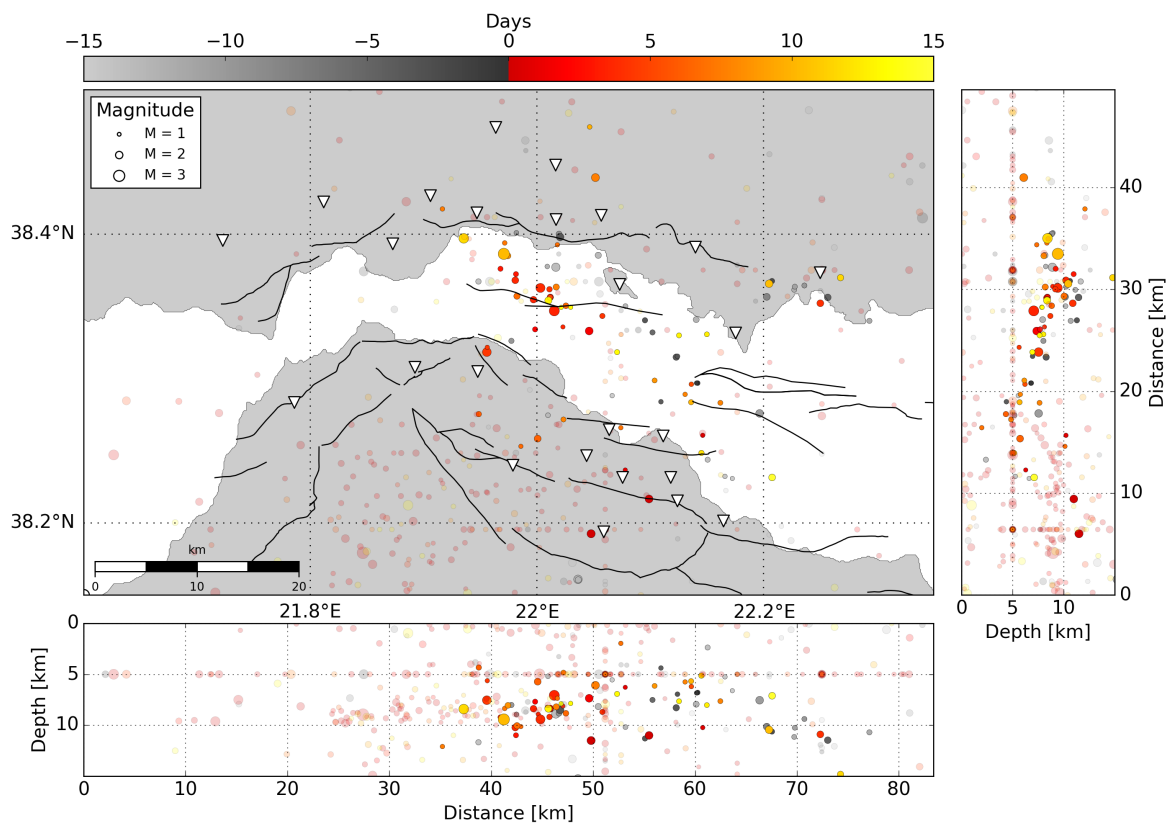 Days
−15 −10 −5 0 5 10 15
Magnitude
M = 1
M = 2
M = 3
38.4°N
38.2°N
km
0 10 20
21.8°E 22°E 22.2°E
40
30
20
10
0
Distance [km]
0 5 10
Depth [km]
0
5
10
Depth [km]
0 10 20 30 40 50 60 70 80
Distance [km]